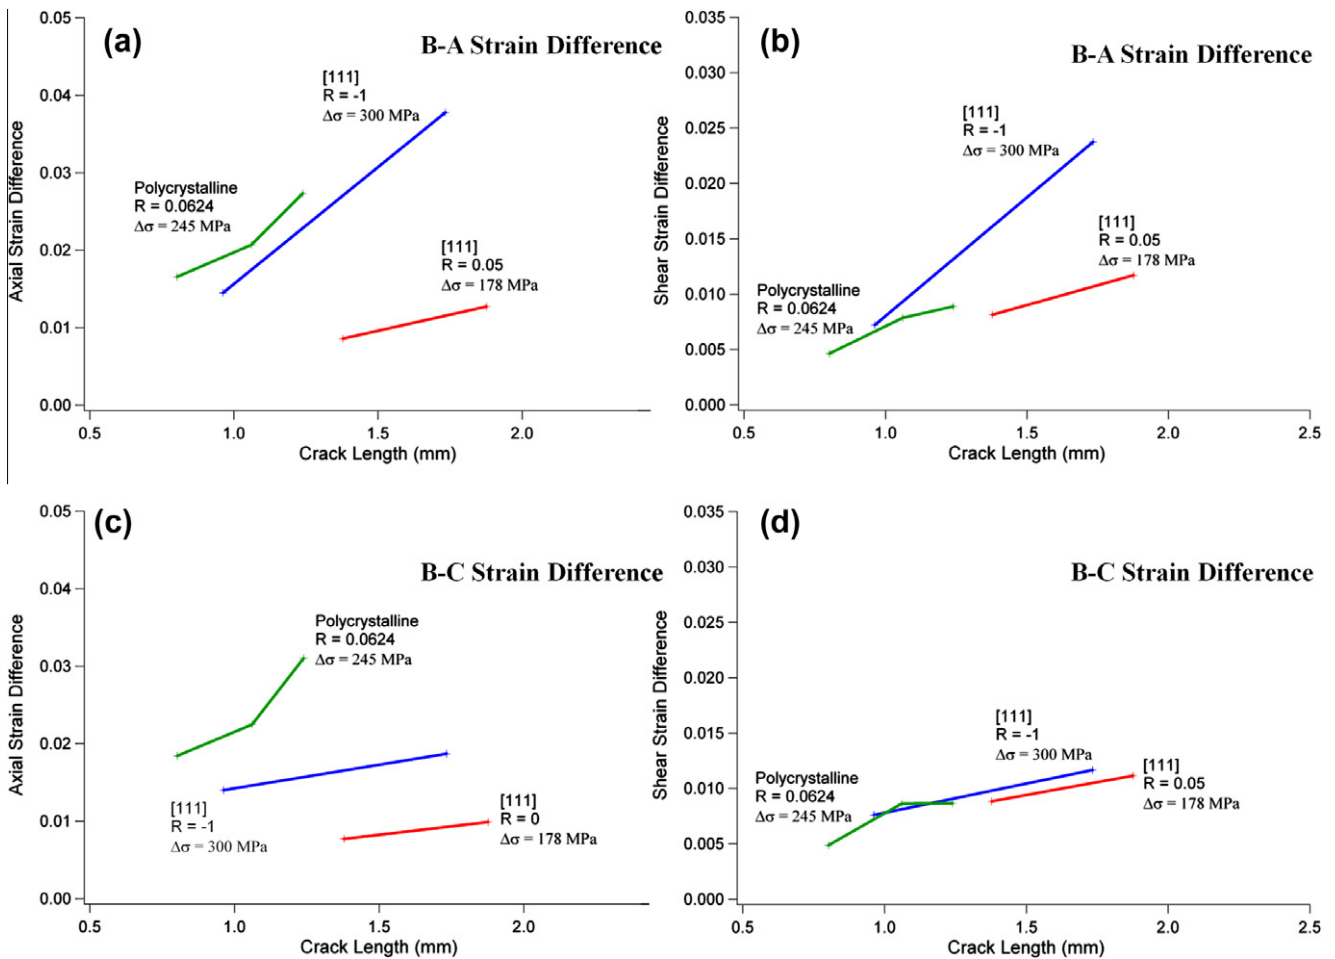 (a)
B-A Strain Difference
0.05
0.04
0.03
0.02
0.01
0.00
Axial Strain Difference
[111]
R = -1
Δσ = 300 MPa
Polycrystalline
R = 0.0624
Δσ = 245 MPa
[111]
R = 0.05
Δσ = 178 MPa
0.5
1.0
1.5
2.0
Crack Length (mm)
(b)
B-A Strain Difference
0.035
0.030
0.025
0.020
0.015
0.010
0.005
0.000
Shear Strain Difference
[111]
R = -1
Δσ = 300 MPa
[111]
R = 0.05
Δσ = 178 MPa
Polycrystalline
R = 0.0624
Δσ = 245 MPa
0.5
1.0
1.5
2.0
2.5
Crack Length (mm)
(c)
B-C Strain Difference
0.05
0.04
0.03
0.02
0.01
0.00
Axial Strain Difference
Polycrystalline
R = 0.0624
Δσ = 245 MPa
[111]
R = -1
Δσ = 300 MPa
[111]
R = 0
Δσ = 178 MPa
0.5
1.0
1.5
2.0
Crack Length (mm)
(d)
B-C Strain Difference
0.035
0.030
0.025
0.020
0.015
0.010
0.005
0.000
Shear Strain Difference
[111]
R = -1
Δσ = 300 MPa
[111]
R = 0.05
Δσ = 178 MPa
Polycrystalline
R = 0.0624
Δσ = 245 MPa
0.5
1.0
1.5
2.0
2.5
Crack Length (mm)